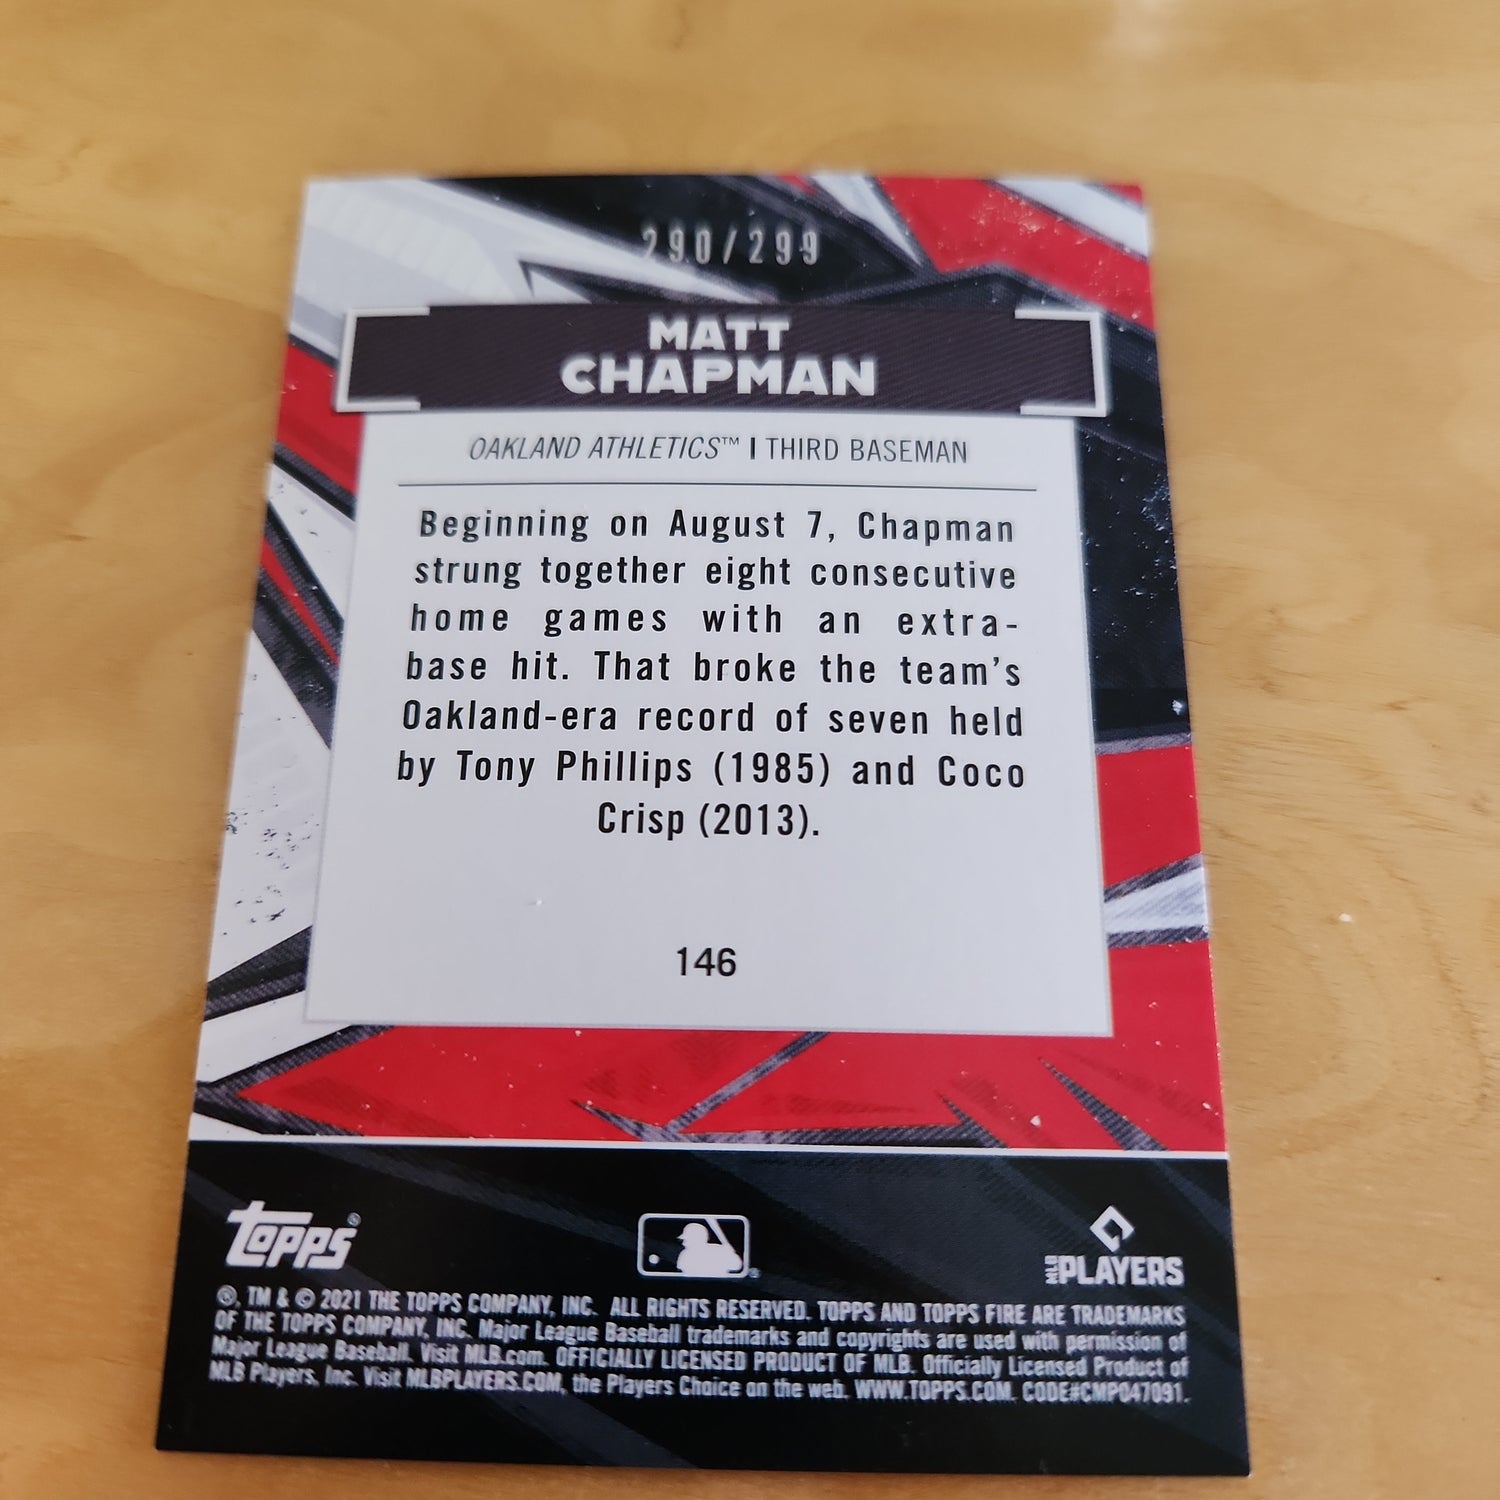 290/299
MATT
CHAPMAN
OAKLAND ATHLETICS™ | THIRD BASEMAN
Beginning on August 7, Chapman
strung together eight consecutive
home games with an extra-
base hit. That broke the team's
Oakland-era record of seven held
by Tony Phillips (1985) and Coco
Crisp (2013).
146
topps®
MLB PLAYERS
®, TM & © 2021 THE TOPPS COMPANY, INC. ALL RIGHTS RESERVED. TOPPS AND TOPPS FIRE ARE TRADEMARKS
OF THE TOPPS COMPANY, INC. Major League Baseball trademarks and copyrights are used with permission of
Major League Baseball. Visit MLB.com. OFFICIALLY LICENSED PRODUCT OF MLB. Officially Licensed Product of
MLB Players, Inc. Visit MLBPLAYERS.COM, the Players Choice on the web. WWW.TOPPS.COM. CODE#CMP047091.